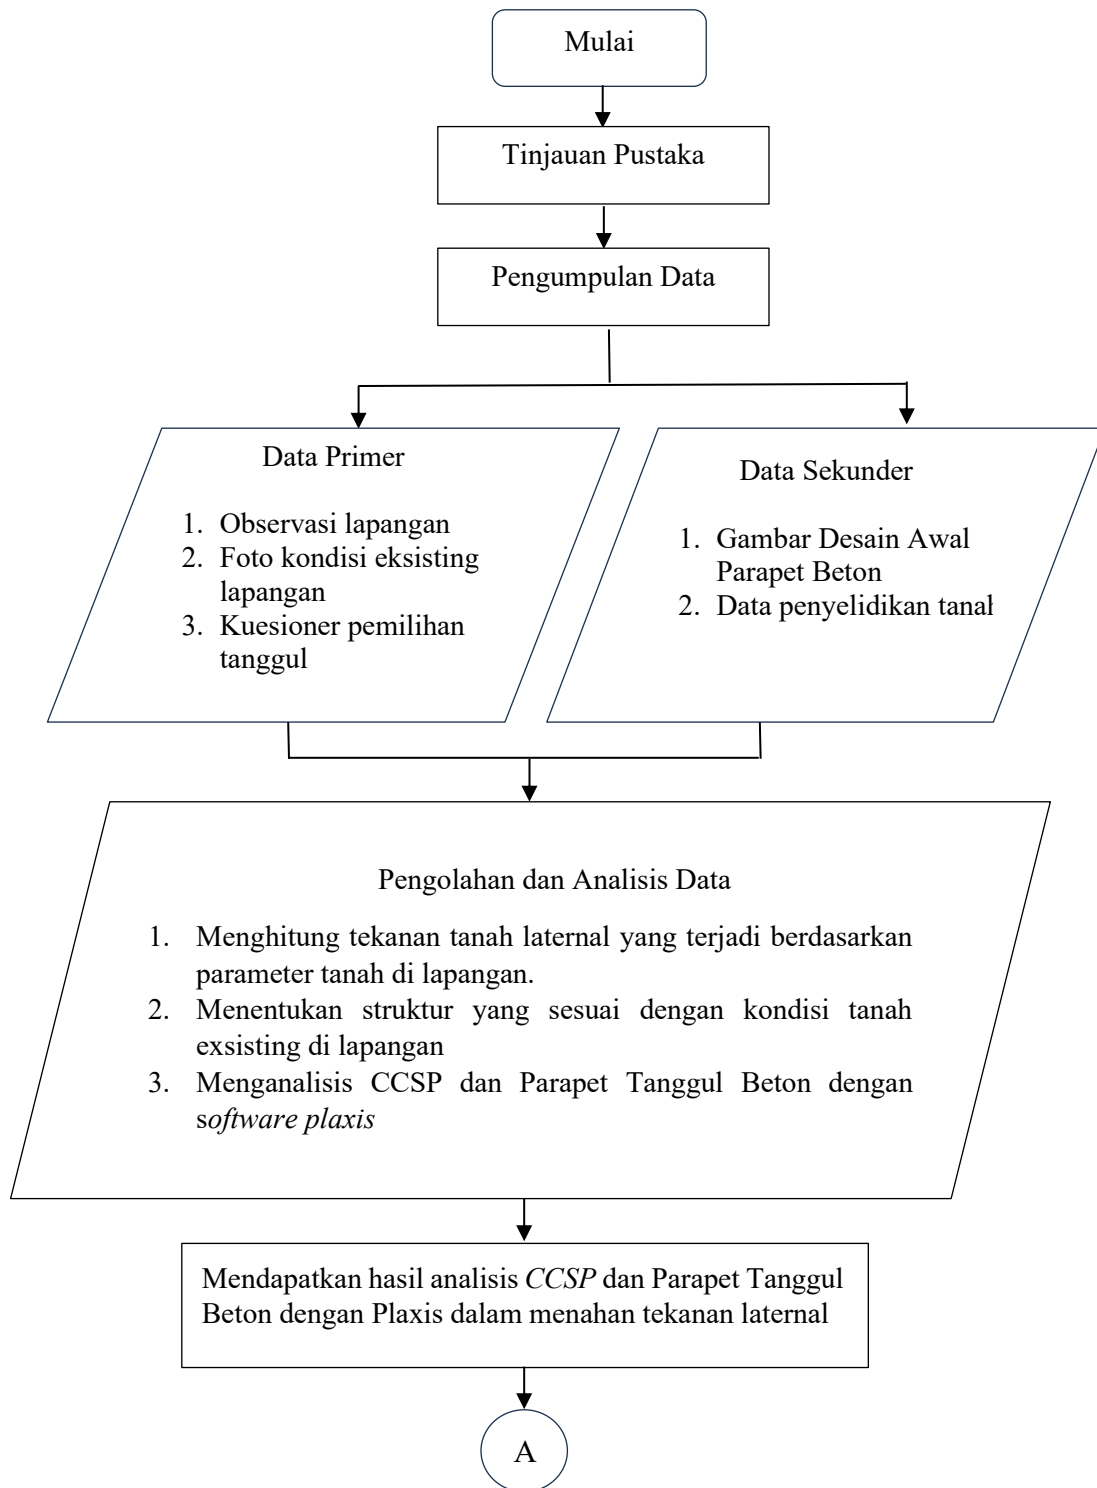 Mulai
Tinjauan Pustaka
Pengumpulan Data
Data Primer
1. Observasi lapangan
2. Foto kondisi eksisting
lapangan
3. Kuesioner pemilihan
tanggul
Data Sekunder
1. Gambar Desain Awal
Parapet Beton
2. Data penyelidikan tanah
Pengolahan dan Analisis Data
1. Menghitung tekanan tanah laternal yang terjadi berdasarkan
parameter tanah di lapangan.
2. Menentukan struktur yang sesuai dengan kondisi tanah
exsisting di lapangan
3. Menganalisis CCSP dan Parapet Tanggul Beton dengan
software plaxis
Mendapatkan hasil analisis CCSP dan Parapet Tanggul
Beton dengan Plaxis dalam menahan tekanan laternal
A